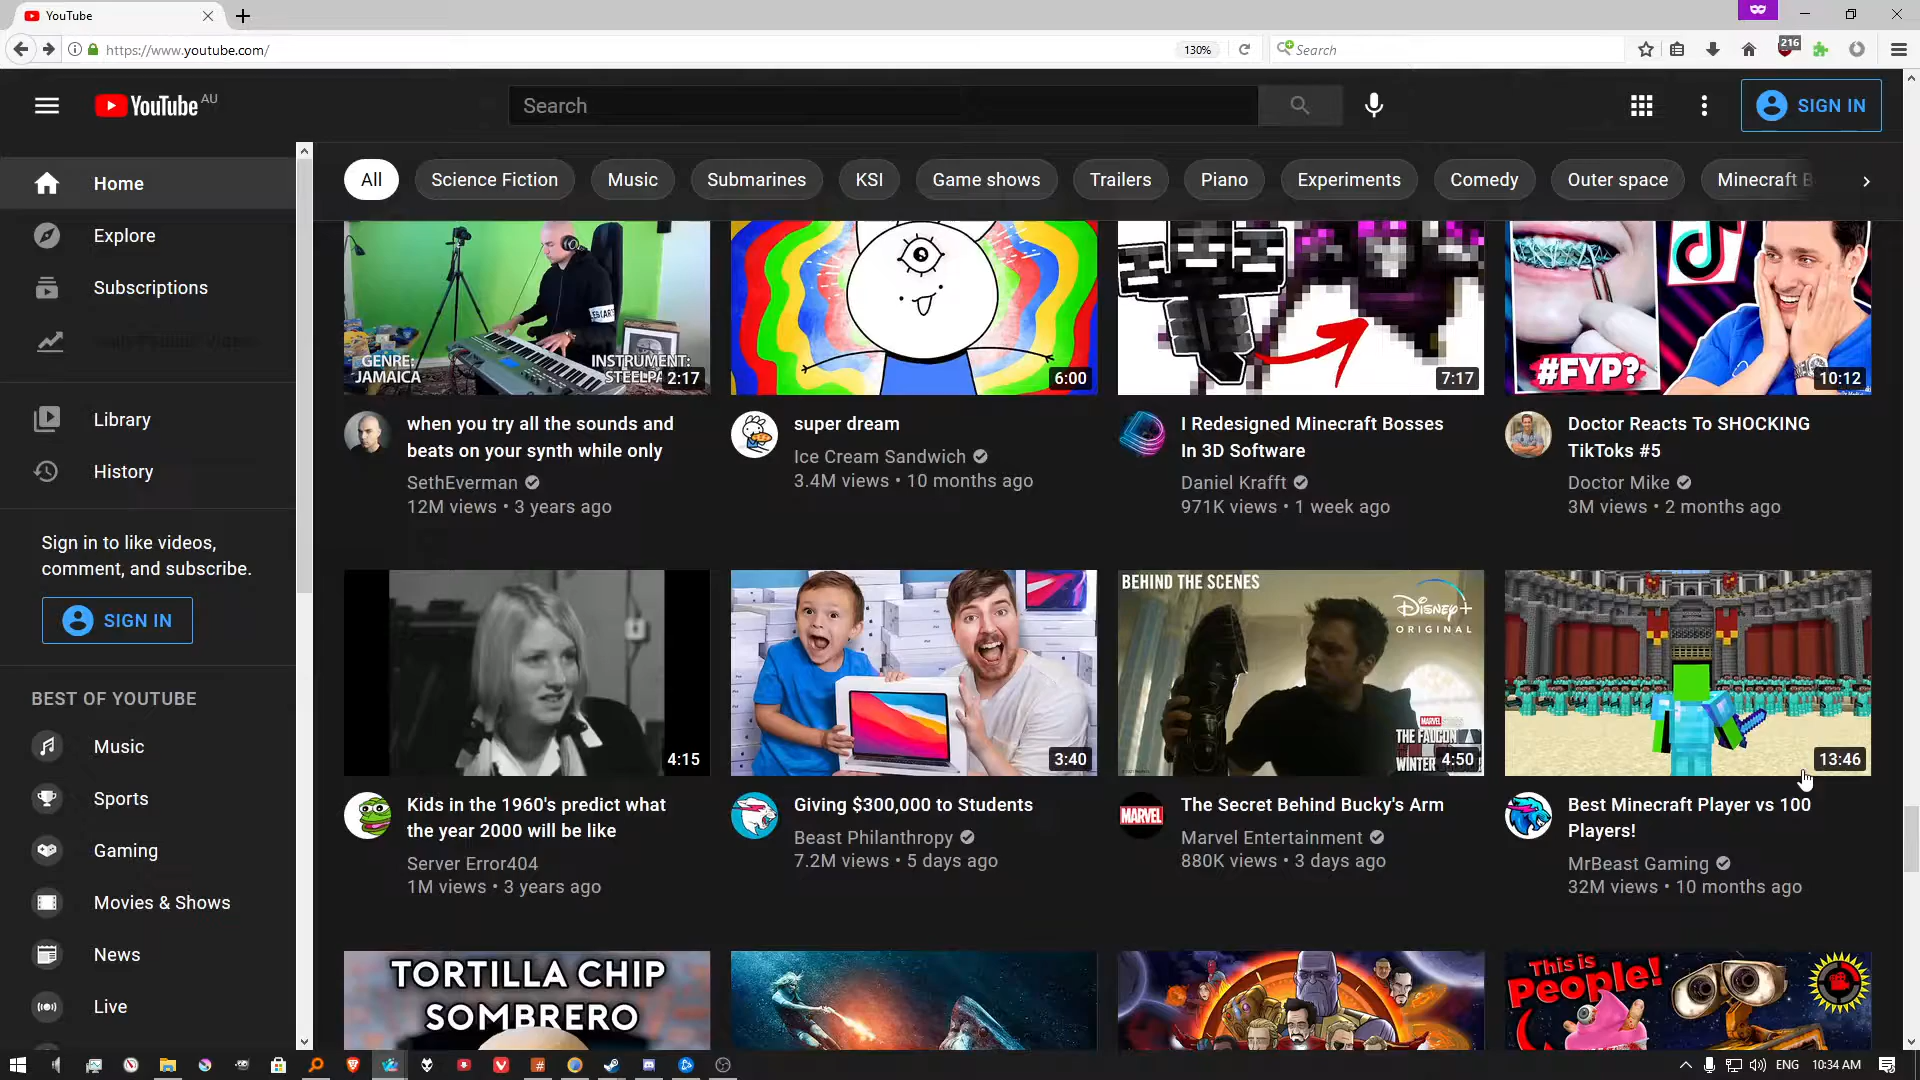 YouTube
https://www.youtube.com/
130%
Search
216
YouTube AU
Search
SIGN IN
Home
Explore
Subscriptions
Library
History
Sign in to like videos,
comment, and subscribe.
SIGN IN
BEST OF YOUTUBE
Music
Sports
Gaming
Movies & Shows
News
Live
All
Science Fiction
Music
Submarines
KSI
Game shows
Trailers
Piano
Experiments
Comedy
Outer space
Minecraft
GENRE:
JAMAICA
INSTRUMENT:
2:17
when you try all the sounds and
beats on your synth while only
SethEverman
12M views • 3 years ago
6:00
super dream
Ice Cream Sandwich
3.4M views • 10 months ago
7:17
I Redesigned Minecraft Bosses
In 3D Software
Daniel Krafft
971K views • 1 week ago
#FYP?
10:12
Doctor Reacts To SHOCKING
TikToks #5
Doctor Mike
3M views • 2 months ago
4:15
Kids in the 1960's predict what
the year 2000 will be like
Server Error404
1M views • 3 years ago
3:40
Giving $300,000 to Students
Beast Philanthropy
7.2M views • 5 days ago
BEHIND THE SCENES
Disney+
ORIGINAL
MARVEL
THE FALCON
WINTER
4:50
MARVEL
The Secret Behind Bucky's Arm
Marvel Entertainment
880K views • 3 days ago
13:46
Best Minecraft Player vs 100
Players!
MrBeast Gaming
32M views • 10 months ago
TORTILLA CHIP
SOMBRERO
This is
People!
ENG
10:34 AM